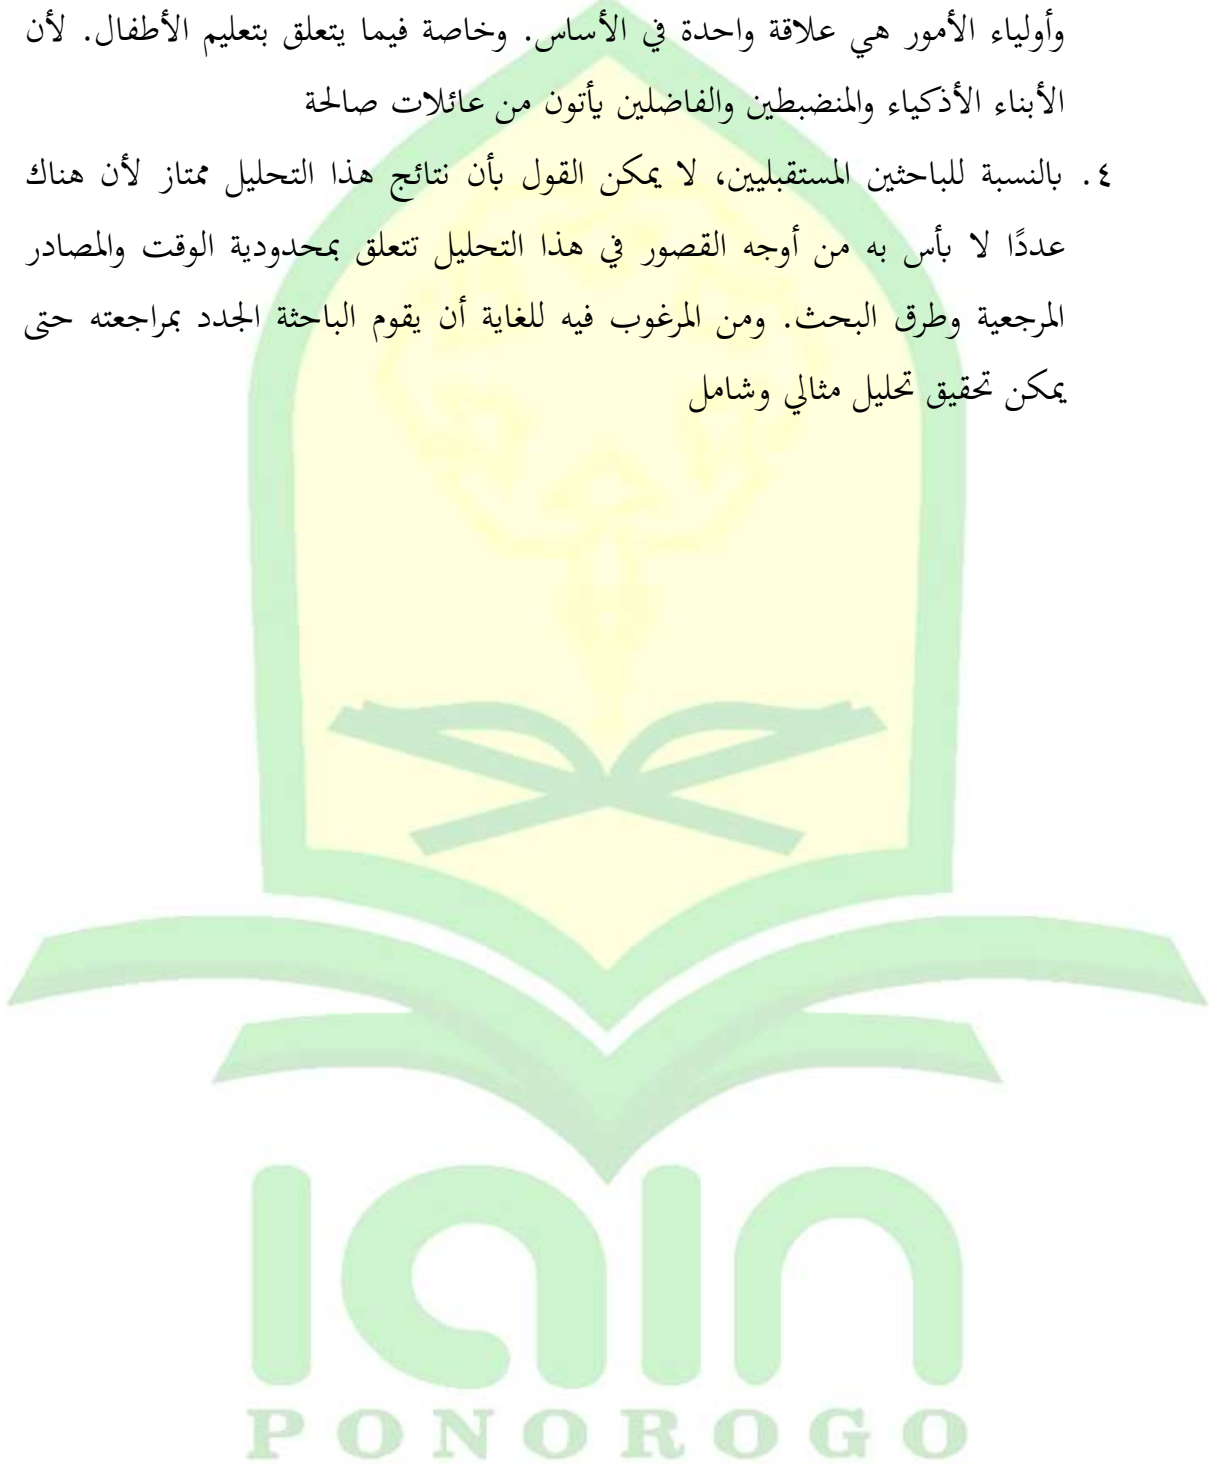 وأولياء الأمور هي علاقة واحدة في الأساس. وخاصة فيما يتعلق بتعليم الأطفال. لأن
الأبناء الأذكياء والمنضبطين والفاضلين يأتون من عائلات صالحة
٤. بالنسبة للباحثين المستقبليين، لا يمكن القول بأن نتائج هذا التحليل ممتاز لأن هناك
عددًا لا بأس به من أوجه القصور في هذا التحليل تتعلق بمحدودية الوقت والمصادر
المرجعية وطرق البحث. ومن المرغوب فيه للغاية أن يقوم الباحثة الجدد بمراجعته حتى
يمكن تحقيق تحليل مثالي وشامل
iain
PONOROGO